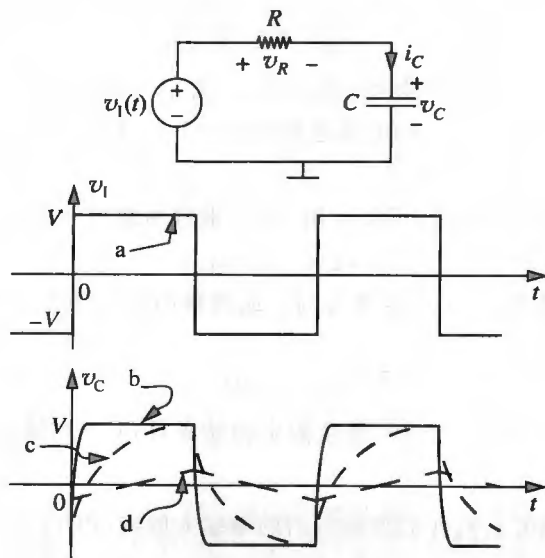 R
+ v_R −
i_C
v_I(t)
+
−
C
+
v_C
−
v_I
V
a
0
t
−V
v_C
b
V
c
0
d
t